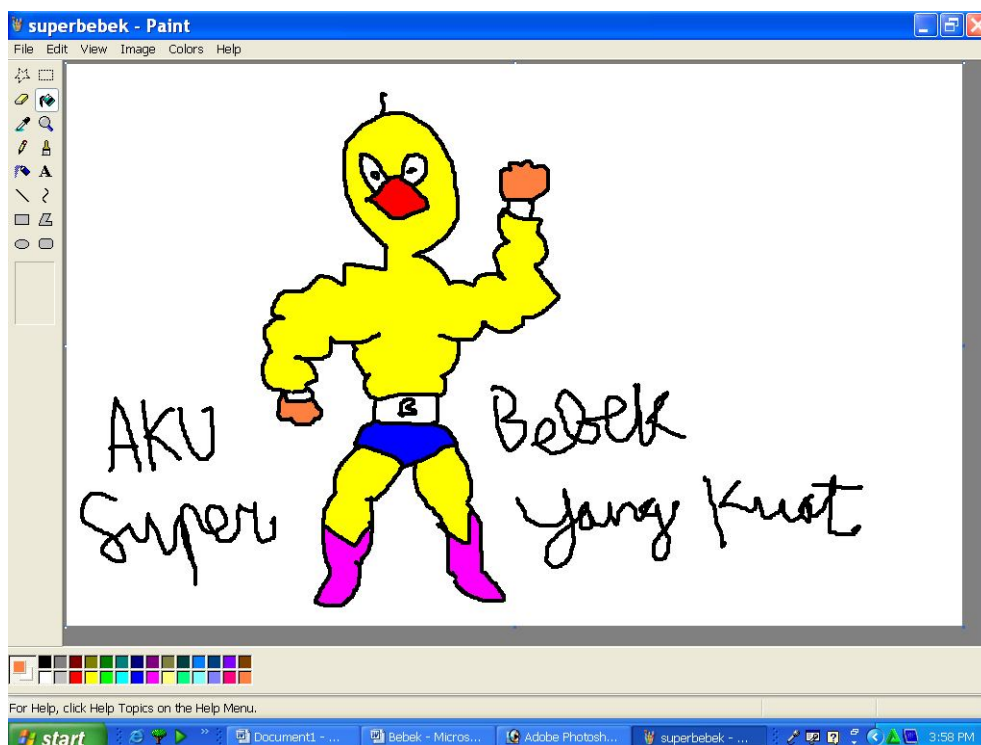 superbebek - Paint
File Edit View Image Colors Help
A
AKU Bebek
Super yang Kuat
B
For Help, click Help Topics on the Help Menu.
start Document1 - ... Bebek - Micros... Adobe Photosh... superbebek - ... 3:58 PM